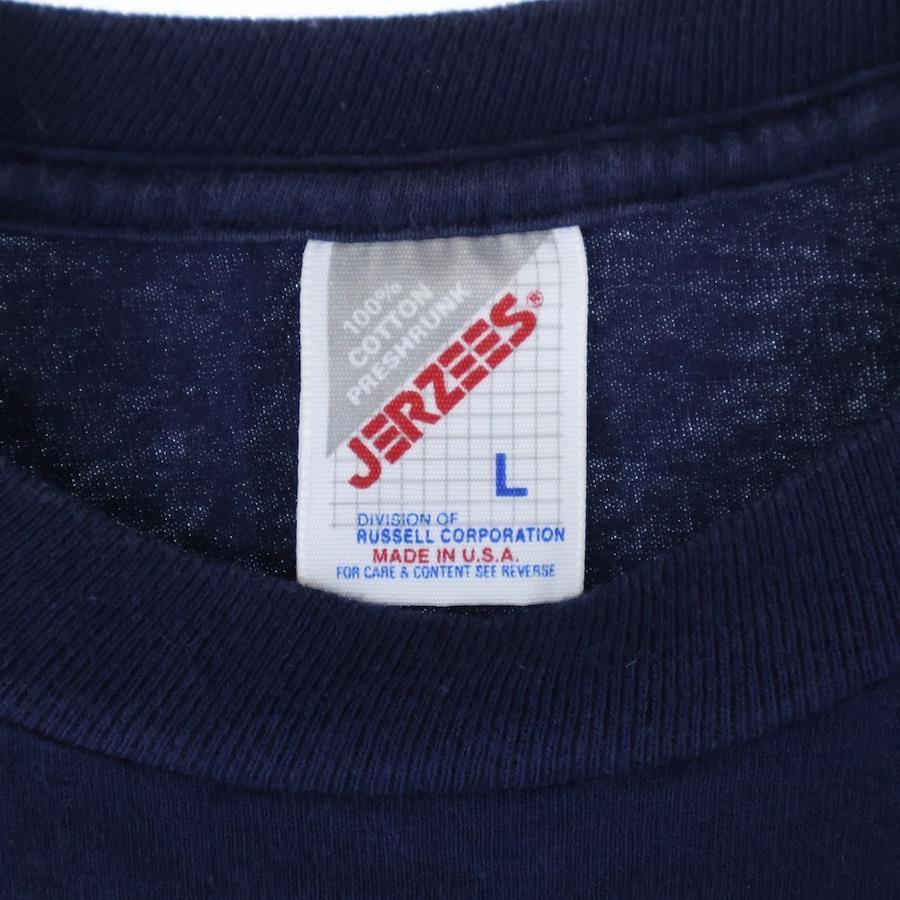 100%
COTTON
PRESHRUNK
JERZEES®
L
DIVISION OF
RUSSELL CORPORATION
MADE IN U.S.A.
FOR CARE & CONTENT SEE REVERSE